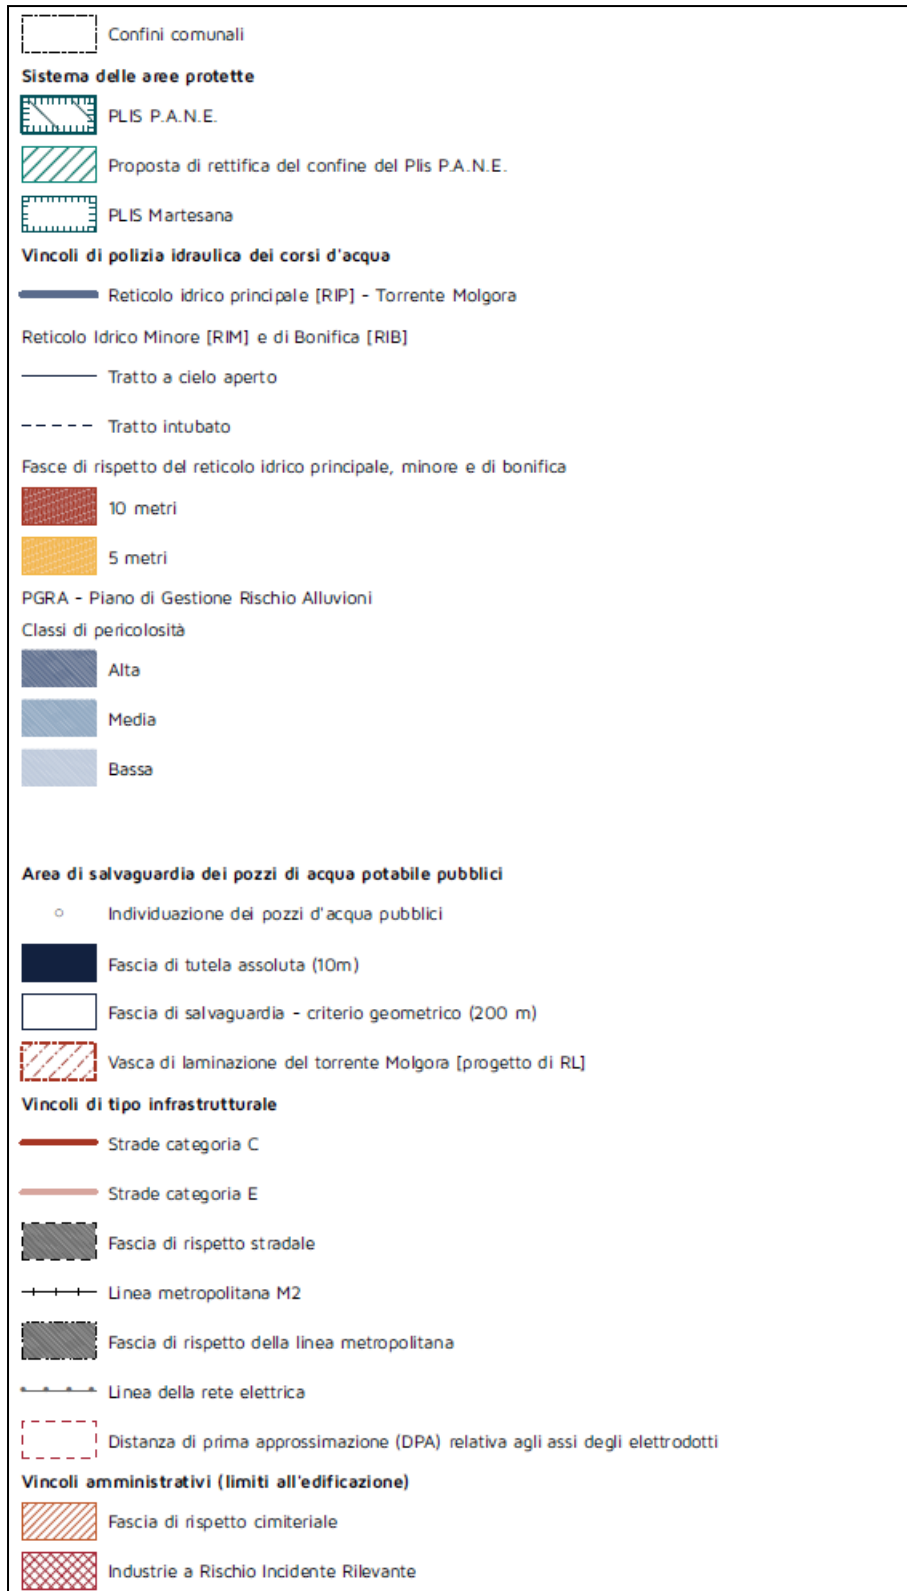 Confini comunali
Sistema delle aree protette
PLIS P.A.N.E.
Proposta di rettifica del confine del Plis P.A.N.E.
PLIS Martesana
Vincoli di polizia idraulica dei corsi d'acqua
Reticolo idrico principale [RIP] - Torrente Molgora
Reticolo Idrico Minore [RIM] e di Bonifica [RIB]
Tratto a cielo aperto
Tratto intubato
Fasce di rispetto del reticolo idrico principale, minore e di bonifica
10 metri
5 metri
PGRA - Piano di Gestione Rischio Alluvioni
Classi di pericolosità
Alta
Media
Bassa
Area di salvaguardia dei pozzi di acqua potabile pubblici
Individuazione dei pozzi d'acqua pubblici
Fascia di tutela assoluta (10m)
Fascia di salvaguardia - criterio geometrico (200 m)
Vasca di laminazione del torrente Molgora [progetto di RL]
Vincoli di tipo infrastrutturale
Strade categoria C
Strade categoria E
Fascia di rispetto stradale
Linea metropolitana M2
Fascia di rispetto della linea metropolitana
Linea della rete elettrica
Distanza di prima approssimazione (DPA) relativa agli assi degli elettrodotti
Vincoli amministrativi (limiti all'edificazione)
Fascia di rispetto cimiteriale
Industrie a Rischio Incidente Rilevante